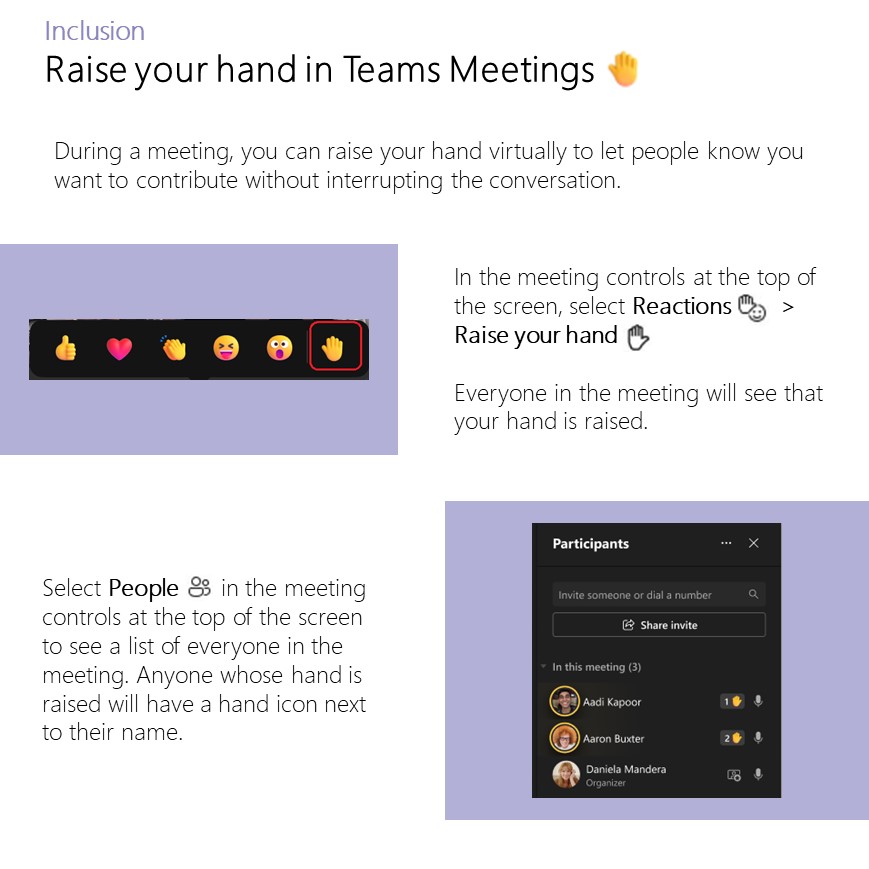 Inclusion
Raise your hand in Teams Meetings
During a meeting, you can raise your hand virtually to let people know you
want to contribute without interrupting the conversation.
In the meeting controls at the top of
the screen, select Reactions >
Raise your hand
Everyone in the meeting will see that
your hand is raised.
Select People in the meeting
controls at the top of the screen
to see a list of everyone in the
meeting. Anyone whose hand is
raised will have a hand icon next
to their name.
Participants
Invite someone or dial a number
Share invite
In this meeting (3)
Aadi Kapoor 1
Aaron Buxter 2
Daniela Mandera
Organizer